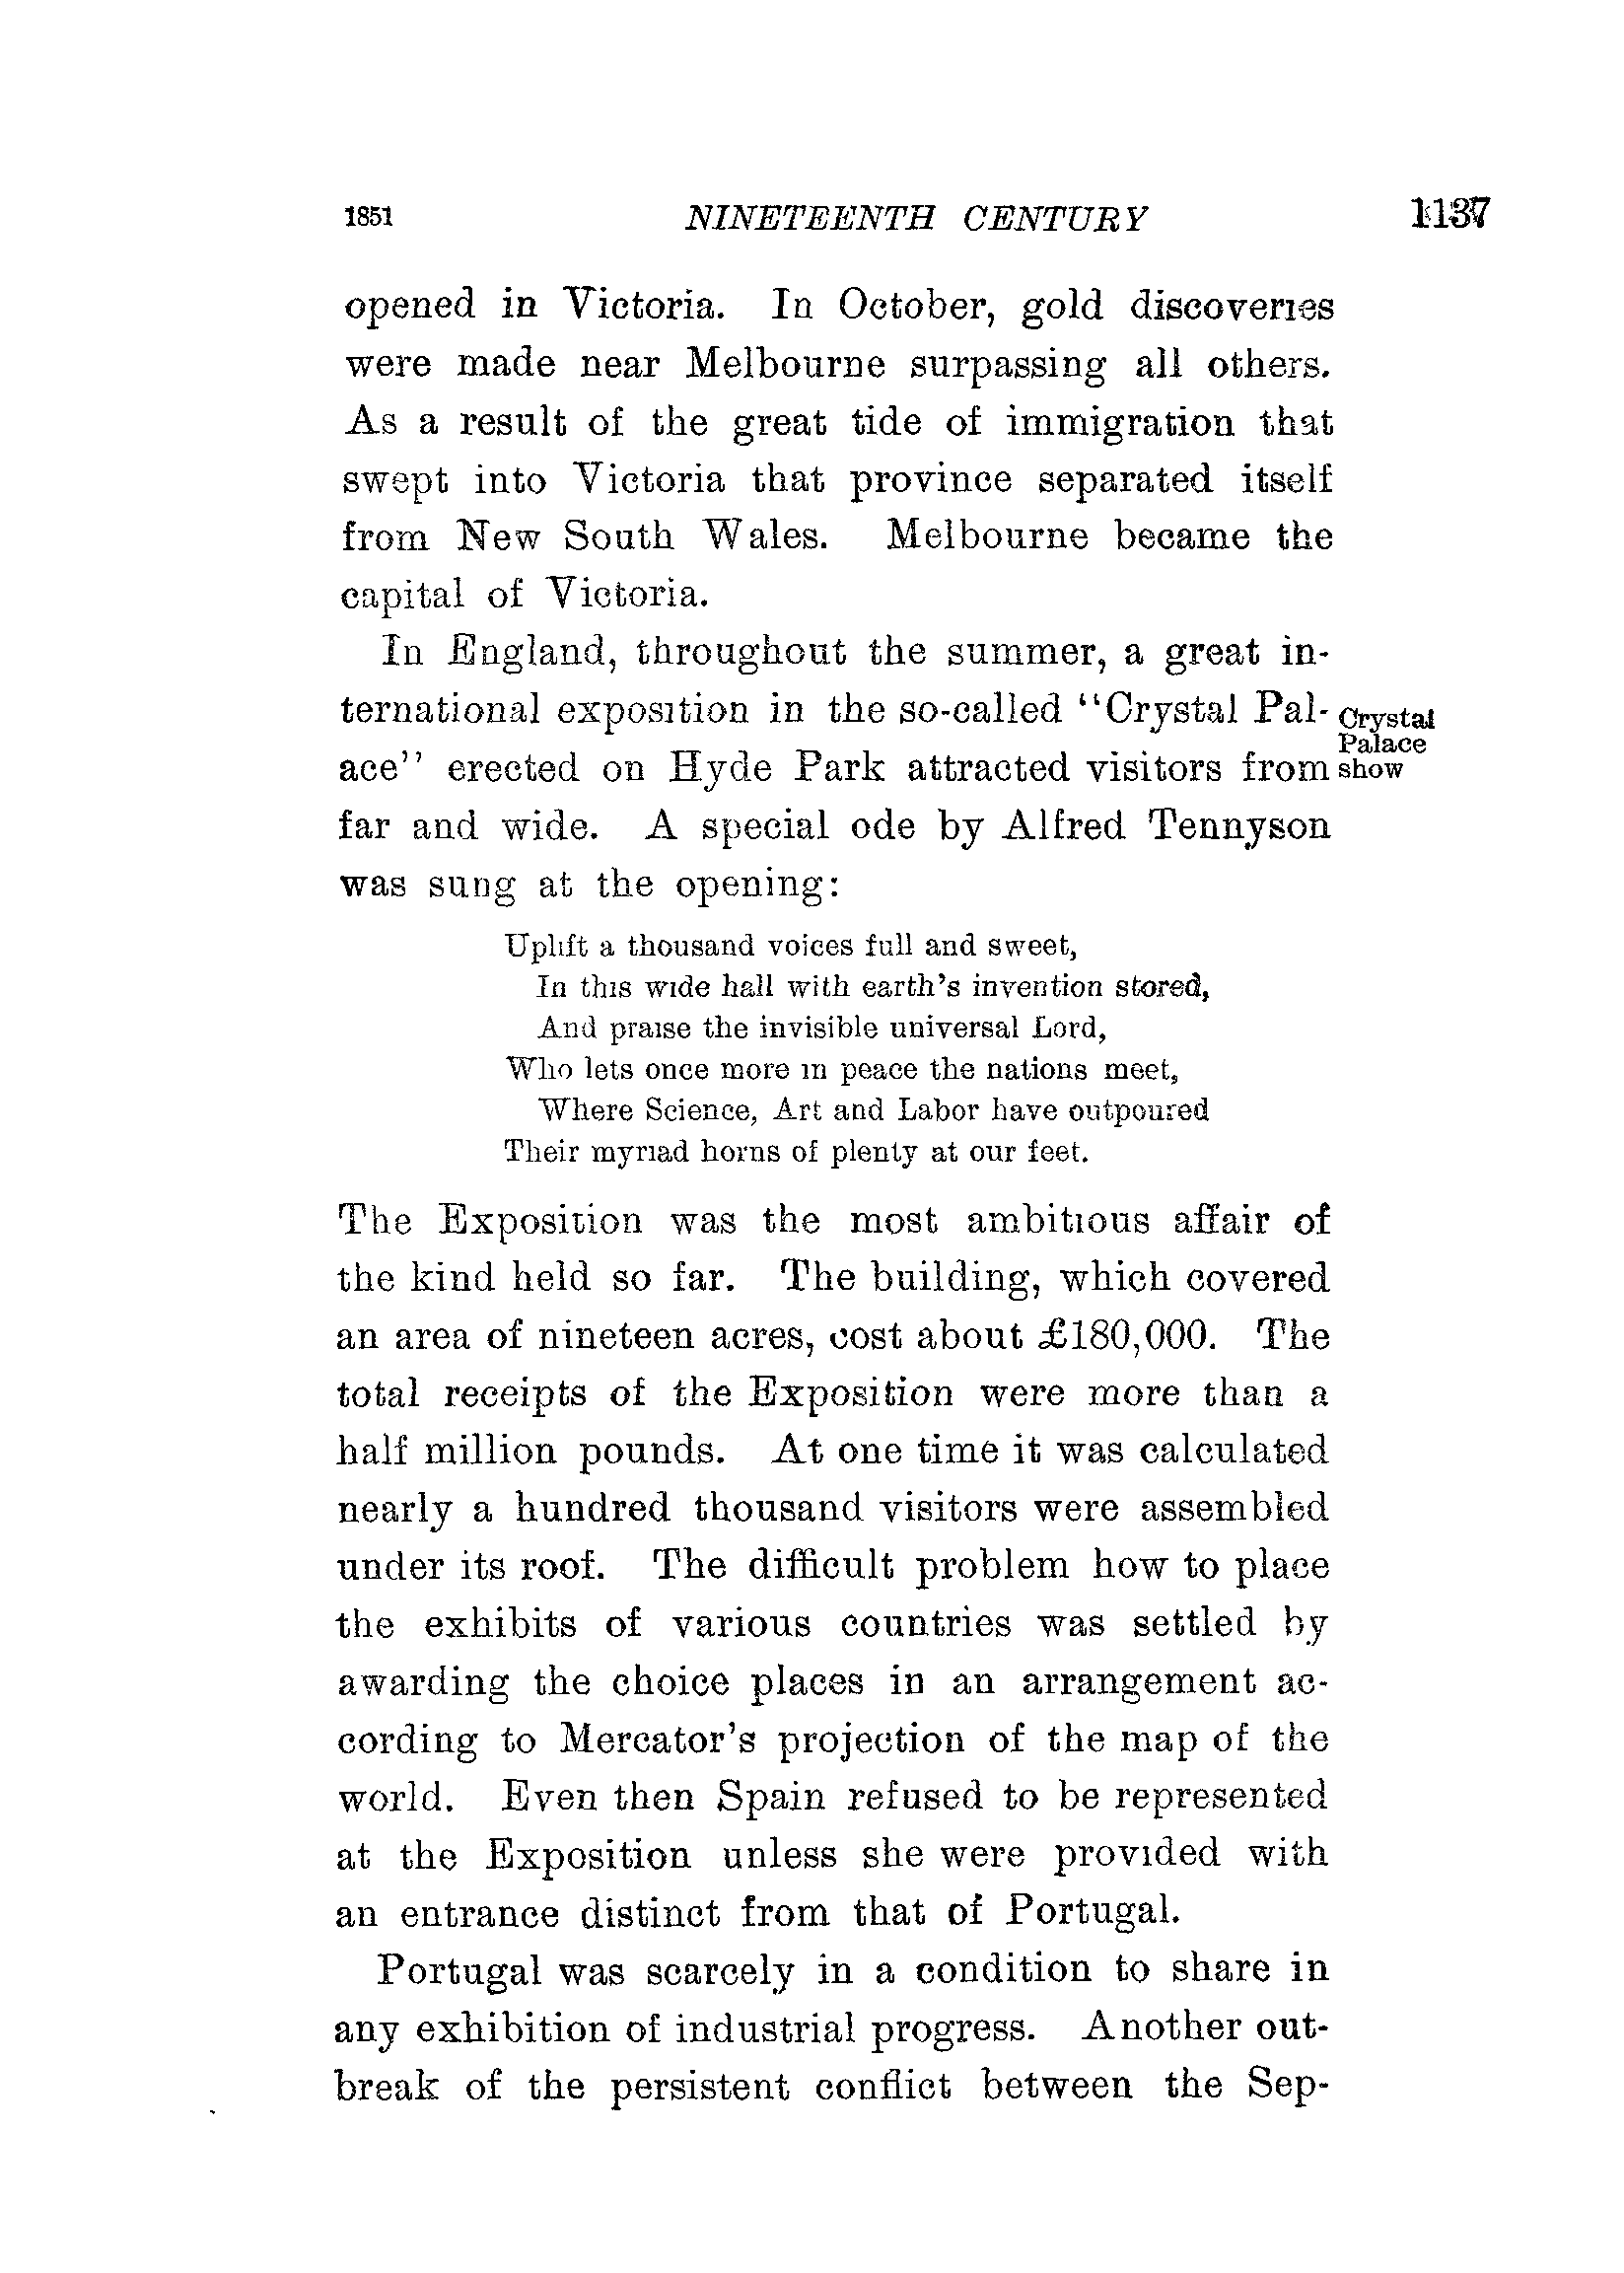 1851 NINETEENTH CENTURY 1137
opened in Victoria. In October, gold discoveries
were made near Melbourne surpassing all others.
As a result of the great tide of immigration that
swept into Victoria that province separated itself
from New South Wales. Melbourne became the
capital of Victoria.
In England, throughout the summer, a great in-
ternational exposition in the so-called "Crystal Pal-
ace" erected on Hyde Park attracted visitors from
Crystal
Palace
show
far and wide. A special ode by Alfred Tennyson
was sung at the opening:
Uplift a thousand voices full and sweet,
In this wide hall with earth's invention stored,
And praise the invisible universal Lord,
Who lets once more in peace the nations meet,
Where Science, Art and Labor have outpoured
Their myriad horns of plenty at our feet.
The Exposition was the most ambitious affair of
the kind held so far. The building, which covered
an area of nineteen acres, cost about £180,000. The
total receipts of the Exposition were more than a
half million pounds. At one time it was calculated
nearly a hundred thousand visitors were assembled
under its roof. The difficult problem how to place
the exhibits of various countries was settled by
awarding the choice places in an arrangement ac-
cording to Mercator's projection of the map of the
world. Even then Spain refused to be represented
at the Exposition unless she were provided with
an entrance distinct from that of Portugal.
Portugal was scarcely in a condition to share in
any exhibition of industrial progress. Another out-
break of the persistent conflict between the Sep-